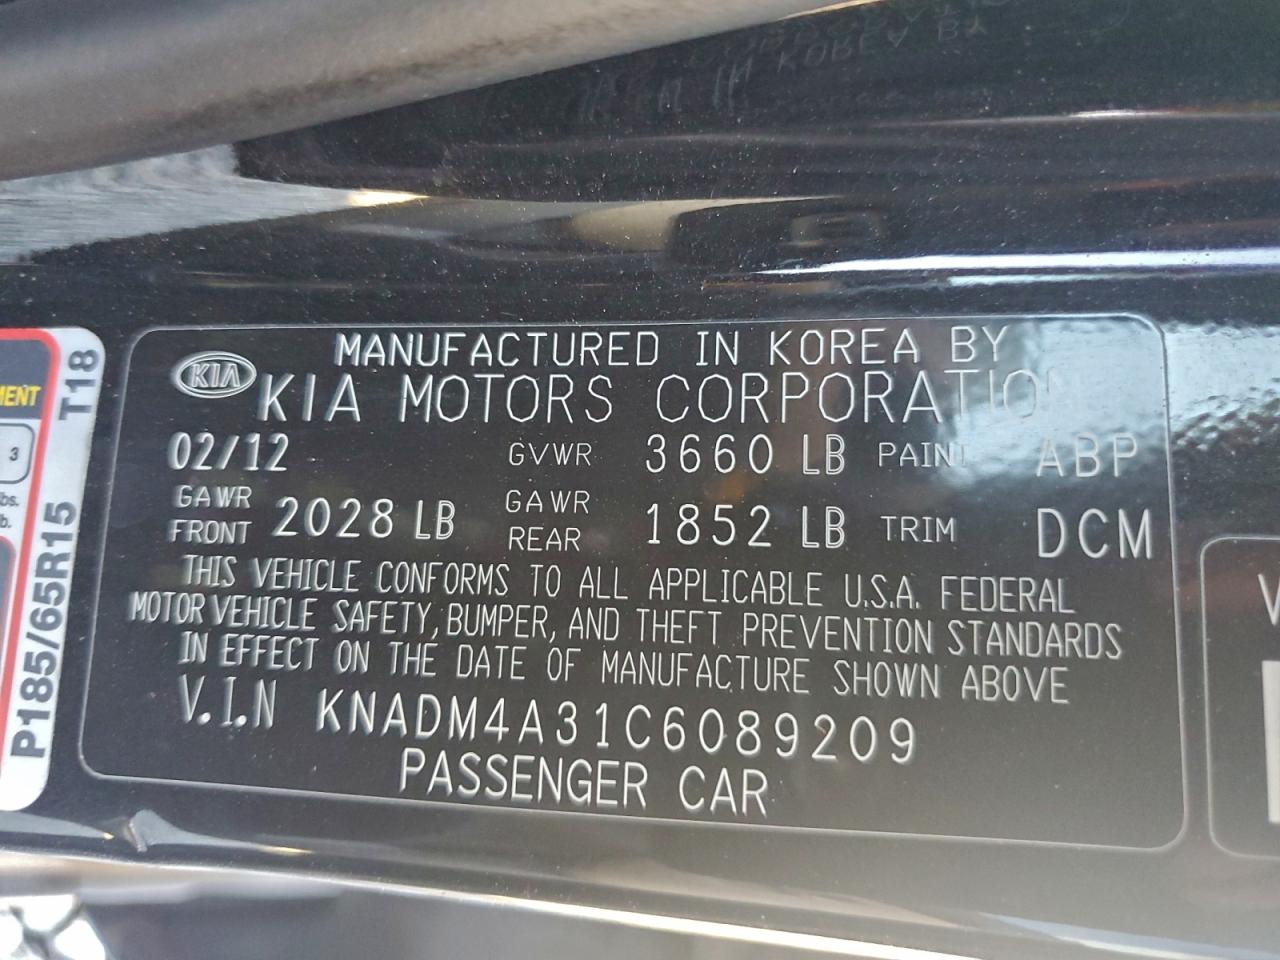 MANUFACTURED IN KOREA BY
KIA KIA MOTORS CORPORATION
02/12 GVWR 3660 LB PAINT ABP
GAWR FRONT 2028 LB GAWR REAR 1852 LB TRIM DCM
THIS VEHICLE CONFORMS TO ALL APPLICABLE U.S.A. FEDERAL
MOTOR VEHICLE SAFETY, BUMPER, AND THEFT PREVENTION STANDARDS
IN EFFECT ON THE DATE OF MANUFACTURE SHOWN ABOVE
V.I.N KNADM4A31C6089209
PASSENGER CAR
P185/65R15 T18
3